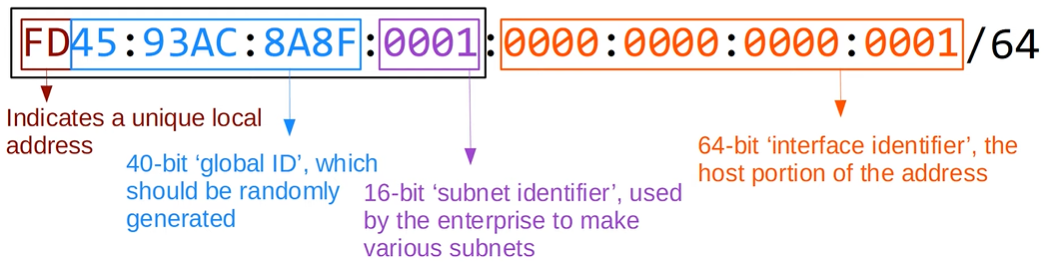 FD45:93AC:8A8F:0001:0000:0000:0000:0001/64
Indicates a unique local
address
40-bit ‘global ID’, which
should be randomly
generated
16-bit ‘subnet identifier’, used
by the enterprise to make
various subnets
64-bit ‘interface identifier’, the
host portion of the address